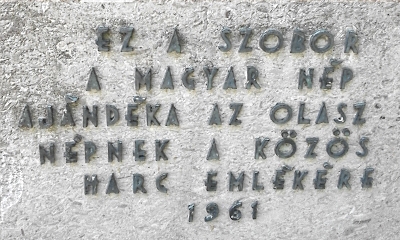 EZ A SZOBOR
A MAGYAR NÉP
AJÁNDÉKA AZ OLASZ
NÉPNEK A KÖZÖS
HARC EMLÉKÉRE
1961